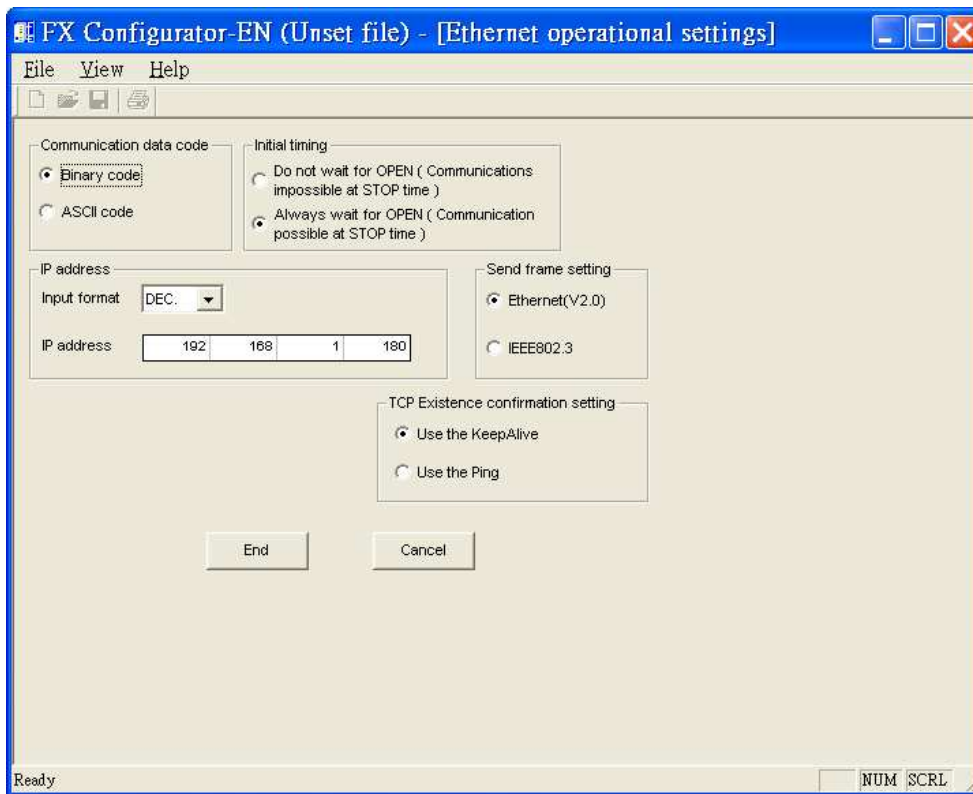 FX Configurator-EN (Unset file) - [Ethernet operational settings]
File View Help
Communication data code
Binary code
ASCII code
Initial timing
Do not wait for OPEN ( Communications
impossible at STOP time )
Always wait for OPEN ( Communication
possible at STOP time )
IP address
Input format DEC.
IP address 192 168 1 180
Send frame setting
Ethernet(V2.0)
IEEE802.3
TCP Existence confirmation setting
Use the KeepAlive
Use the Ping
End Cancel
Ready NUM SCRL